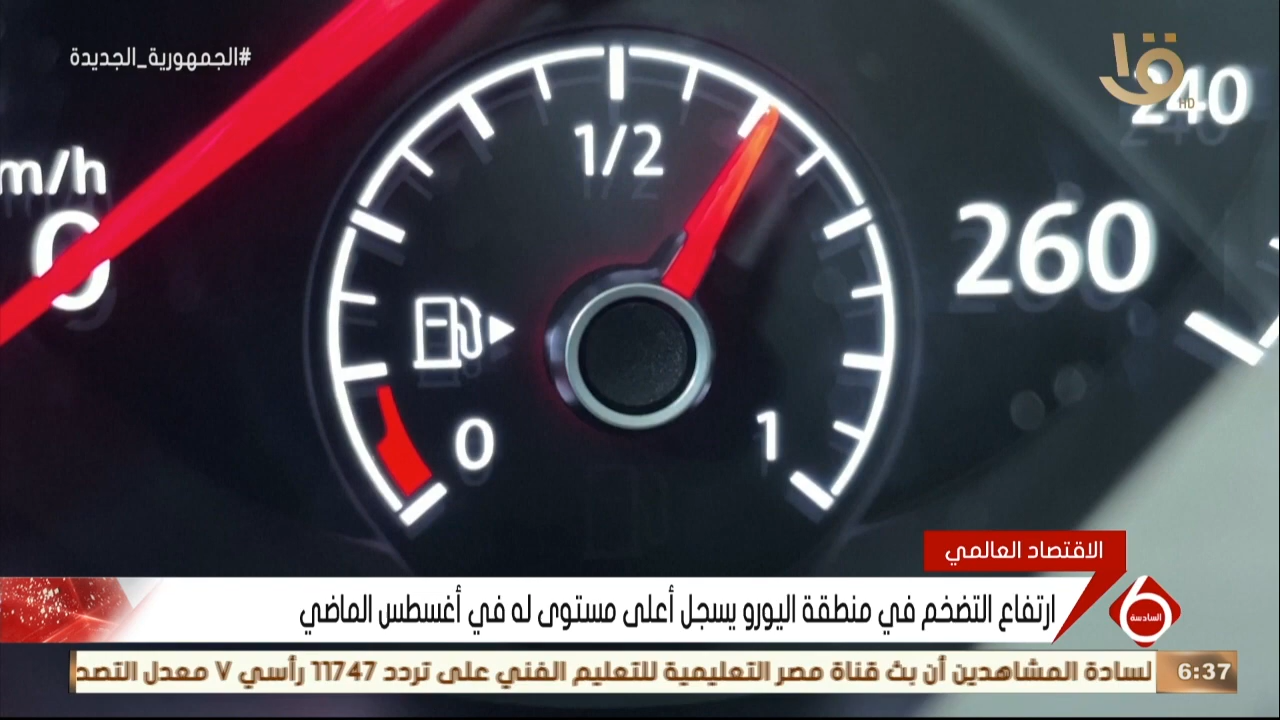 #الجمهورية_الجديدة
HD
240
m/h
0
1/2
260
0
1
الاقتصاد العالمي
السادسة
ارتفاع التضخم في منطقة اليورو يسجل أعلى مستوى له في أغسطس الماضي
6:37
لسادة المشاهدين أن بث قناة مصر التعليمية للتعليم الفني على تردد 11747 رأسي ٧ معدل التصد